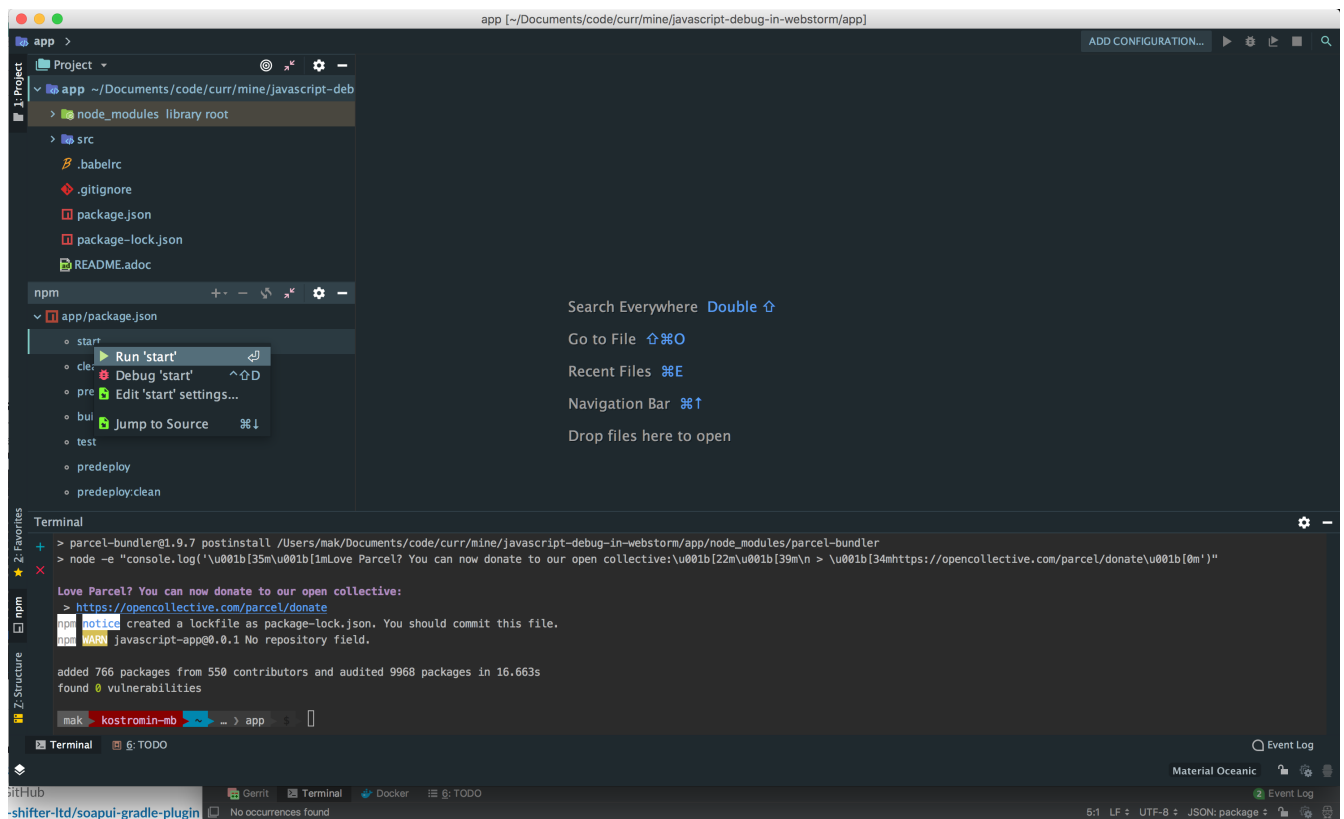 app [~/Documents/code/curr/mine/javascript-debug-in-webstorm/app]
app
ADD CONFIGURATION...
1: Project
Project
app ~/Documents/code/curr/mine/javascript-deb
node_modules library root
src
.babelrc
.gitignore
package.json
package-lock.json
README.adoc
npm
app/package.json
start
Run 'start' ⏎
clea
Debug 'start' ^⇧D
pre
Edit 'start' settings...
bui
Jump to Source ⌘↓
test
predeploy
predeploy:clean
Search Everywhere Double ⇧
Go to File ⇧⌘O
Recent Files ⌘E
Navigation Bar ⌘↑
Drop files here to open
2: Favorites
npm
Z: Structure
Terminal
> parcel-bundler@1.9.7 postinstall /Users/mak/Documents/code/curr/mine/javascript-debug-in-webstorm/app/node_modules/parcel-bundler
> node -e "console.log('\u001b[35m\u001b[1mLove Parcel? You can now donate to our open collective:\u001b[22m\u001b[39m\n > \u001b[34mhttps://opencollective.com/parcel/donate\u001b[0m')"
Love Parcel? You can now donate to our open collective:
> https://opencollective.com/parcel/donate
npm notice created a lockfile as package-lock.json. You should commit this file.
npm WARN javascript-app@0.0.1 No repository field.
added 766 packages from 550 contributors and audited 9968 packages in 16.663s
found 0 vulnerabilities
mak kostromin-mb ~ … ❯ app $
Terminal 6: TODO Event Log
Material Oceanic
GitHub Gerrit Terminal Docker 6: TODO 2 Event Log
-shifter-ltd/soapui-gradle-plugin No occurrences found 5:1 LF UTF-8 JSON: package